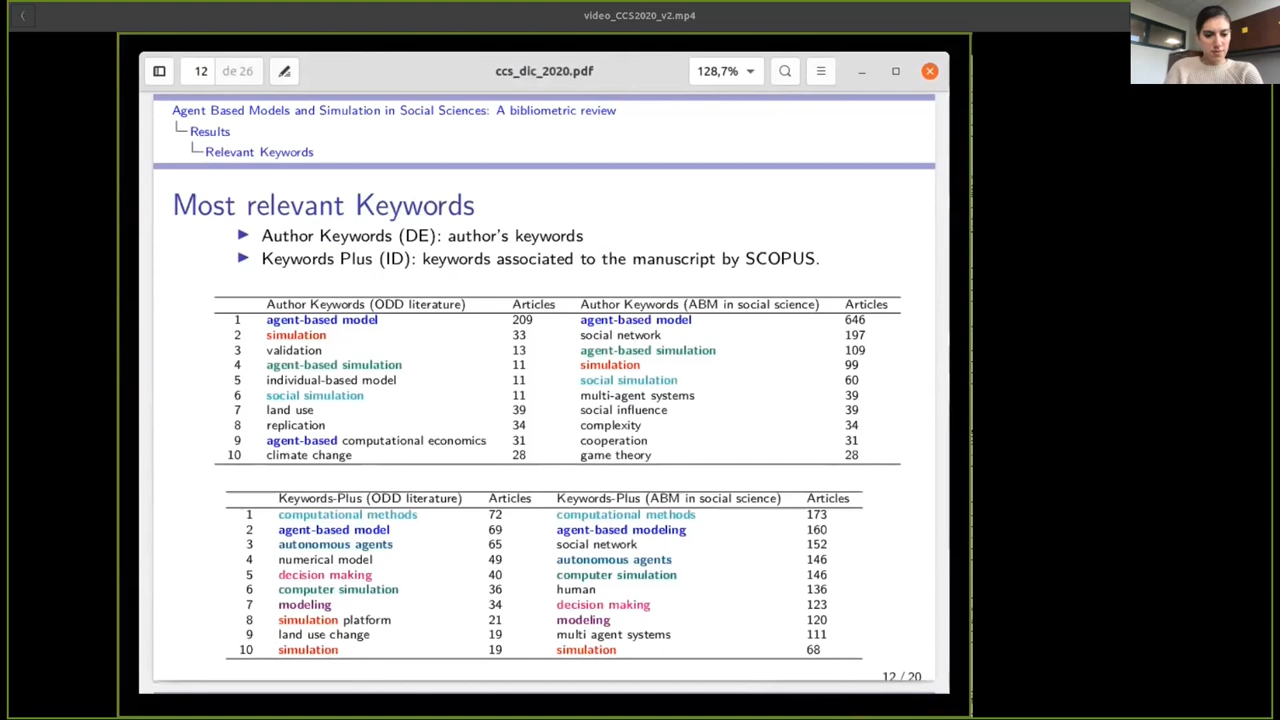 video_CCS2020_v2.mp4
12 de 26 ccs_dic_2020.pdf 128,7%
Agent Based Models and Simulation in Social Sciences: A bibliometric review
Results
Relevant Keywords
Most relevant Keywords
Author Keywords (DE): author's keywords
Keywords Plus (ID): keywords associated to the manuscript by SCOPUS.
Author Keywords (ODD literature) Articles Author Keywords (ABM in social science) Articles
1 agent-based model 209 agent-based model 646
2 simulation 33 social network 197
3 validation 13 agent-based simulation 109
4 agent-based simulation 11 simulation 99
5 individual-based model 11 social simulation 60
6 social simulation 11 multi-agent systems 39
7 land use 39 social influence 39
8 replication 34 complexity 34
9 agent-based computational economics 31 cooperation 31
10 climate change 28 game theory 28
Keywords-Plus (ODD literature) Articles Keywords-Plus (ABM in social science) Articles
1 computational methods 72 computational methods 173
2 agent-based model 69 agent-based modeling 160
3 autonomous agents 65 social network 152
4 numerical model 49 autonomous agents 146
5 decision making 40 computer simulation 146
6 computer simulation 36 human 136
7 modeling 34 decision making 123
8 simulation platform 21 modeling 120
9 land use change 19 multi agent systems 111
10 simulation 19 simulation 68
12 / 20